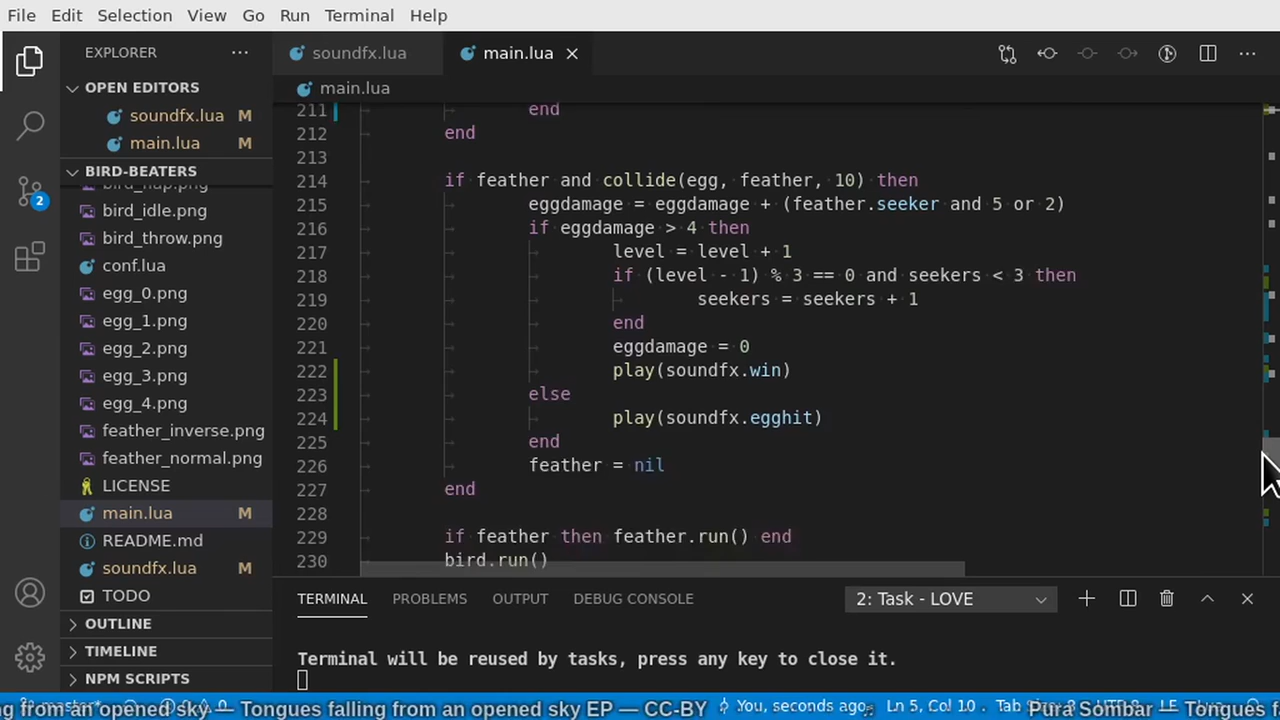 File Edit Selection View Go Run Terminal Help
EXPLORER ···
OPEN EDITORS
soundfx.lua M
main.lua M
BIRD-BEATERS
bird_flap.png
bird_idle.png
bird_throw.png
conf.lua
egg_0.png
egg_1.png
egg_2.png
egg_3.png
egg_4.png
feather_inverse.png
feather_normal.png
LICENSE
main.lua M
README.md
soundfx.lua M
TODO
OUTLINE
TIMELINE
NPM SCRIPTS
2
soundfx.lua main.lua
main.lua
211 end
212 end
213
214 if feather and collide(egg, feather, 10) then
215 eggdamage = eggdamage + (feather.seeker and 5 or 2)
216 if eggdamage > 4 then
217 level = level + 1
218 if (level - 1) % 3 == 0 and seekers < 3 then
219 seekers = seekers + 1
220 end
221 eggdamage = 0
222 play(soundfx.win)
223 else
224 play(soundfx.egghit)
225 end
226 feather = nil
227 end
228
229 if feather then feather.run() end
230 bird.run()
TERMINAL PROBLEMS OUTPUT DEBUG CONSOLE 2: Task - LOVE
Terminal will be reused by tasks, press any key to close it.
ng from an opened sky — Tongues falling from an opened sky EP — CC-BY
You, seconds ago Ln 5, Col 10
Pura Sombar — Tongues f